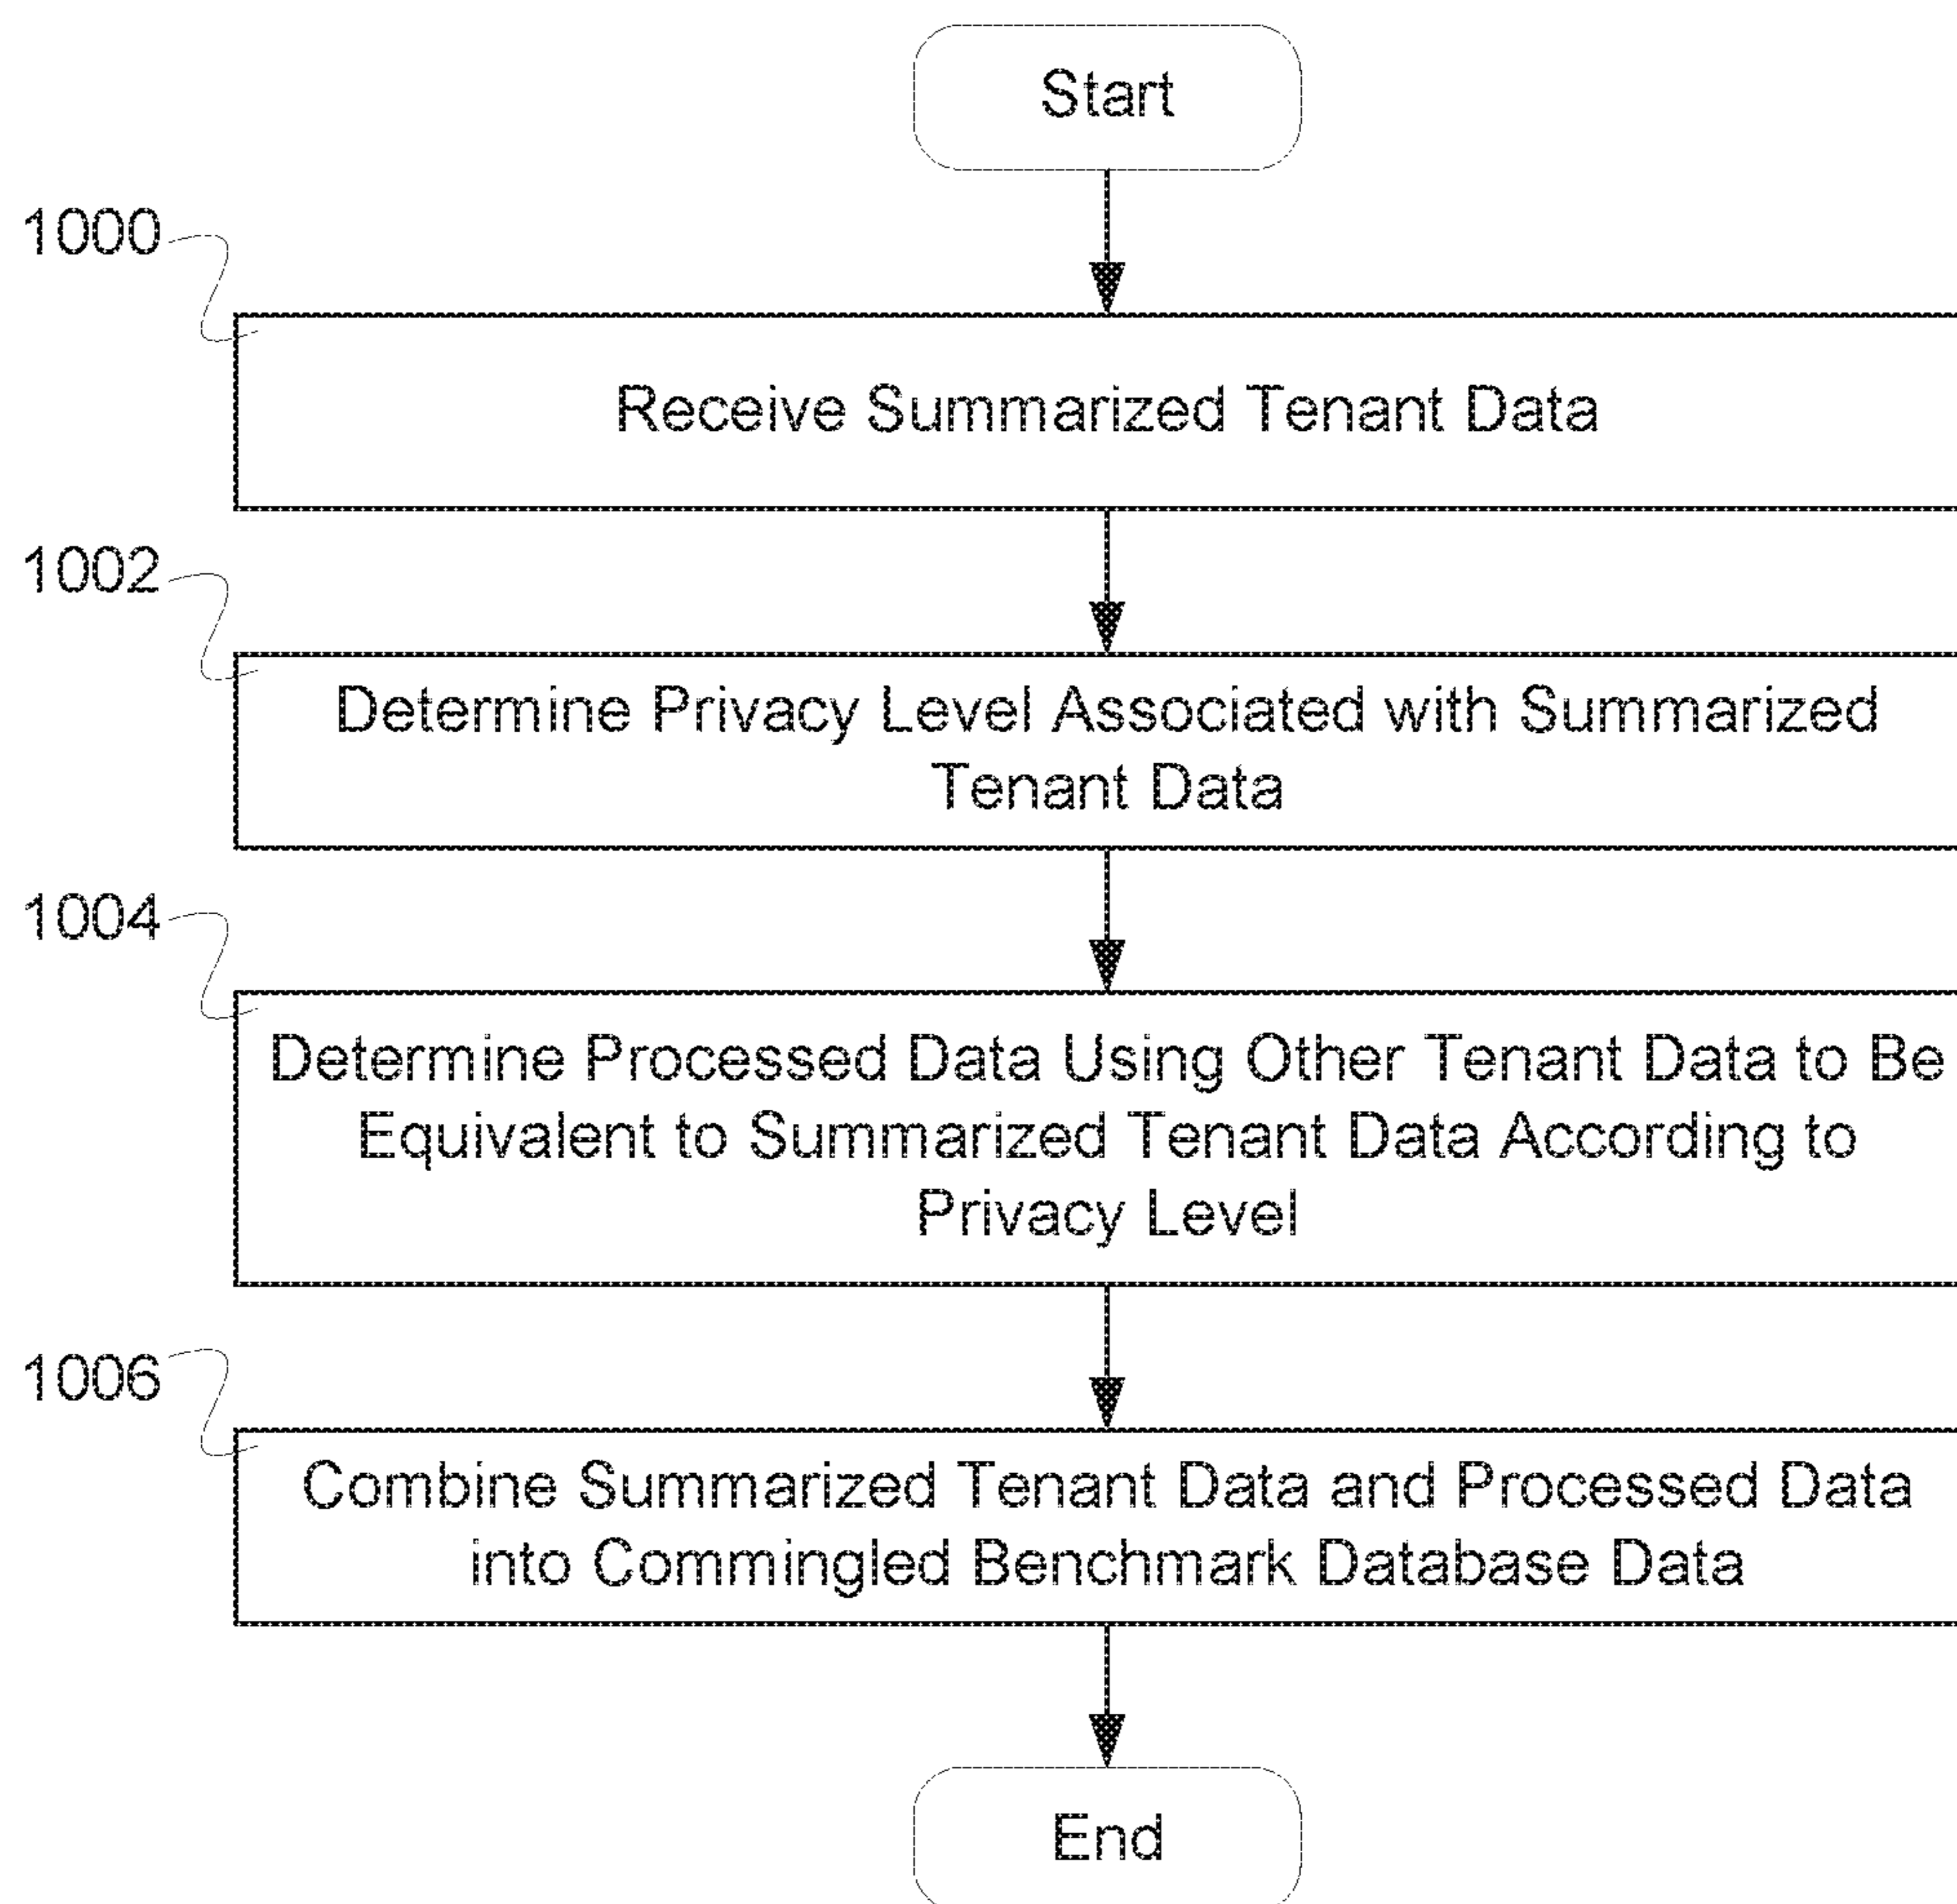 Start
1000
Receive Summarized Tenant Data
1002
Determine Privacy Level Associated with Summarized
Tenant Data
1004
Determine Processed Data Using Other Tenant Data to Be
Equivalent to Summarized Tenant Data According to
Privacy Level
1006
Combine Summarized Tenant Data and Processed Data
into Commingled Benchmark Database Data
End